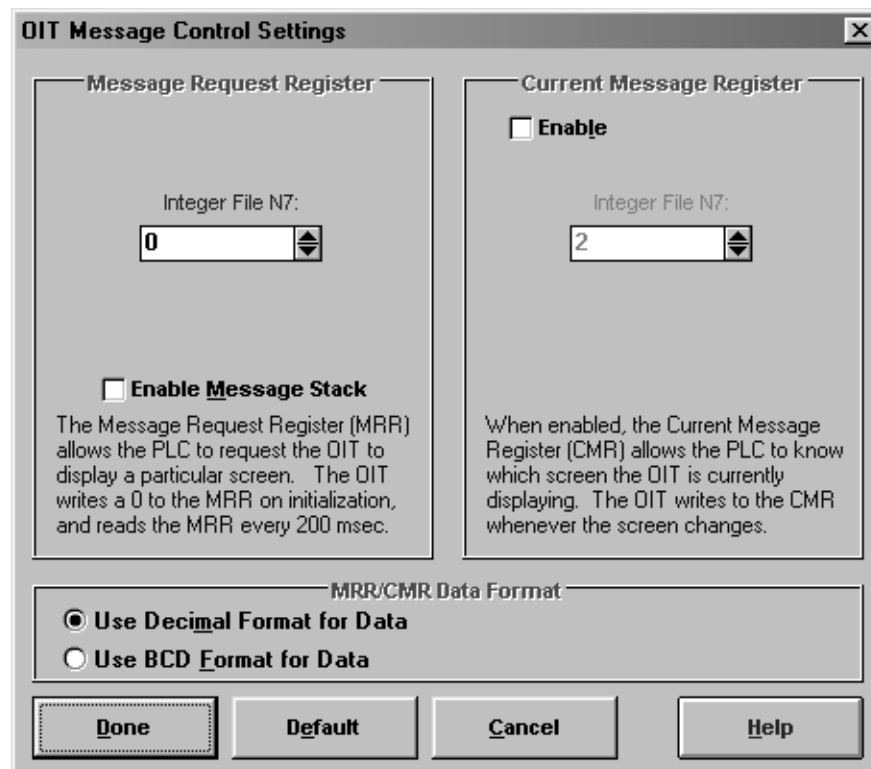 OIT Message Control Settings
Message Request Register
Integer File N7:
0
Enable Message Stack
The Message Request Register (MRR)
allows the PLC to request the OIT to
display a particular screen.   The OIT
writes a 0 to the MRR on initialization,
and reads the MRR every 200 msec.
Current Message Register
Enable
Integer File N7:
2
When enabled, the Current Message
Register (CMR) allows the PLC to know
which screen the OIT is currently
displaying.  The OIT writes to the CMR
whenever the screen changes.
MRR/CMR Data Format
Use Decimal Format for Data
Use BCD Format for Data
Done
Default
Cancel
Help